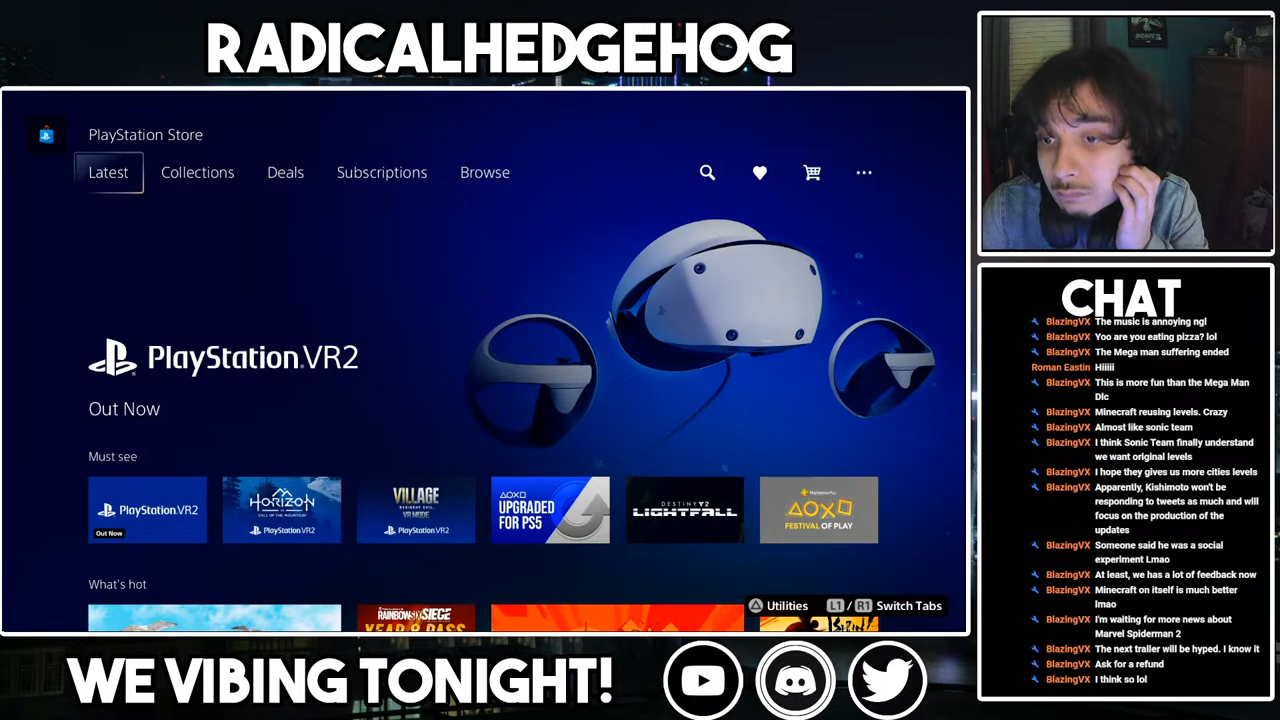 RADICALHEDGEHOG
PlayStation Store
Latest
Collections
Deals
Subscriptions
Browse
PlayStation VR2
Out Now
Must see
PlayStation VR2
Out Now
HORIZON
CALL OF THE MOUNTAIN
PlayStation VR2
VILLAGE
RESIDENT EVIL
VR MODE
PlayStation VR2
UPGRADED
FOR PS5
DESTINY 2
LIGHTFALL
PlayStation Plus
FESTIVAL OF PLAY
What's hot
RAINBOW SIX SIEGE
YEAR 8 PASS
Utilities
L1 / R1 Switch Tabs
WE VIBING TONIGHT!
CHAT
BlazingVX The music is annoying ngl
BlazingVX Yoo are you eating pizza? lol
BlazingVX The Mega man suffering ended
Roman Eastin Hiiiii
BlazingVX This is more fun than the Mega Man
Dlc
BlazingVX Minecraft reusing levels. Crazy
BlazingVX Almost like sonic team
BlazingVX I think Sonic Team finally understand
we want original levels
BlazingVX I hope they gives us more cities levels
BlazingVX Apparently, Kishimoto won't be
responding to tweets as much and will
focus on the production of the
updates
BlazingVX Someone said he was a social
experiment Lmao
BlazingVX At least, we has a lot of feedback now
BlazingVX Minecraft on itself is much better
lmao
BlazingVX I'm waiting for more news about
Marvel Spiderman 2
BlazingVX The next trailer will be hyped. I know it
BlazingVX Ask for a refund
BlazingVX I think so lol